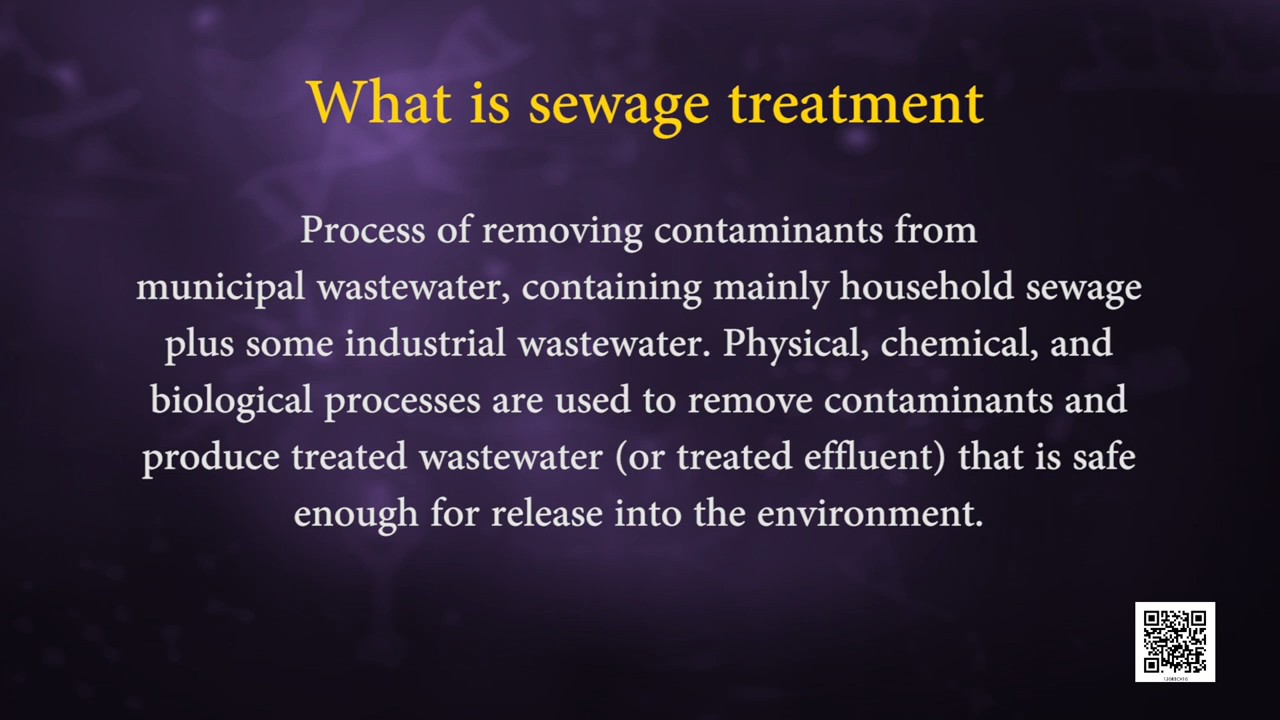 What is sewage treatment
Process of removing contaminants from
municipal wastewater, containing mainly household sewage
plus some industrial wastewater. Physical, chemical, and
biological processes are used to remove contaminants and
produce treated wastewater (or treated effluent) that is safe
enough for release into the environment.